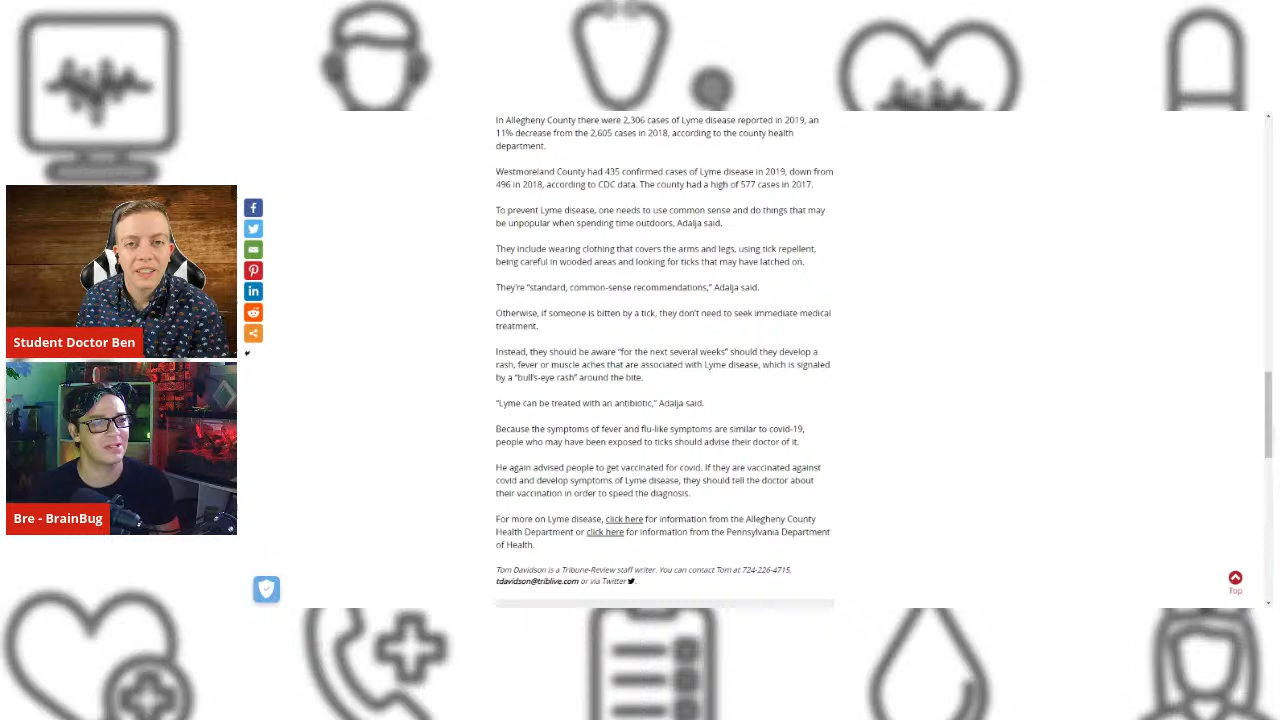 In Allegheny County there were 2,306 cases of Lyme disease reported in 2019, an
11% decrease from the 2,605 cases in 2018, according to the county health
department.
Westmoreland County had 435 confirmed cases of Lyme disease in 2019, down from
496 in 2018, according to CDC data. The county had a high of 577 cases in 2017.
To prevent Lyme disease, one needs to use common sense and do things that may
be unpopular when spending time outdoors, Adalja said.
They include wearing clothing that covers the arms and legs, using tick repellent,
being careful in wooded areas and looking for ticks that may have latched on.
They're “standard, common-sense recommendations,” Adalja said.
Otherwise, if someone is bitten by a tick, they don't need to seek immediate medical
treatment.
Instead, they should be aware “for the next several weeks” should they develop a
rash, fever or muscle aches that are associated with Lyme disease, which is signaled
by a “bull's-eye rash” around the bite.
“Lyme can be treated with an antibiotic,” Adalja said.
Because the symptoms of fever and flu-like symptoms are similar to covid-19,
people who may have been exposed to ticks should advise their doctor of it.
He again advised people to get vaccinated for covid. If they are vaccinated against
covid and develop symptoms of Lyme disease, they should tell the doctor about
their vaccination in order to speed the diagnosis.
For more on Lyme disease, click here for information from the Allegheny County
Health Department or click here for information from the Pennsylvania Department
of Health.
Tom Davidson is a Tribune-Review staff writer. You can contact Tom at 724-226-4715,
tdavidson@triblive.com or via Twitter.
Student Doctor Ben
Bre - BrainBug
Top